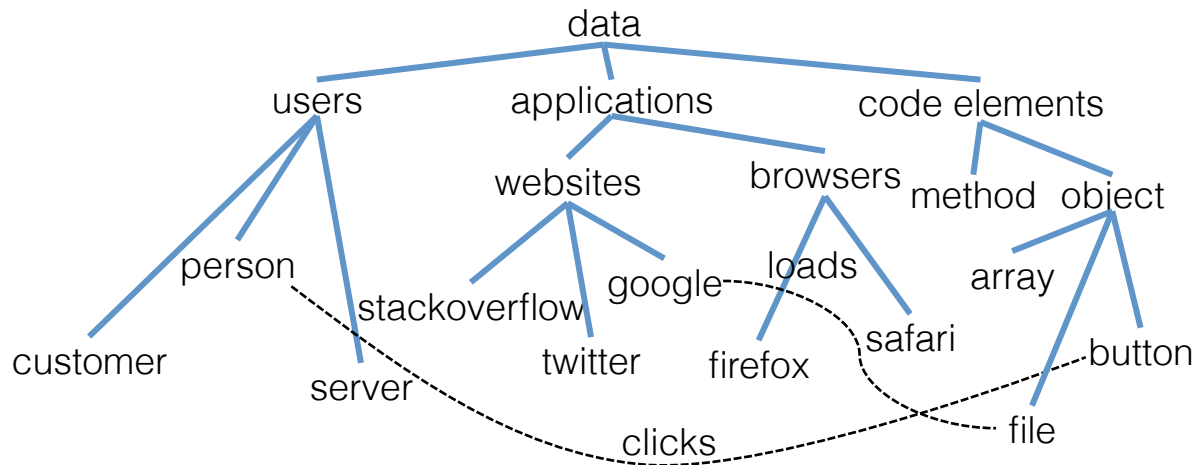 data
users
applications
code elements
websites
browsers
method
object
person
stackoverflow
google
loads
array
customer
server
twitter
firefox
safari
button
clicks
file